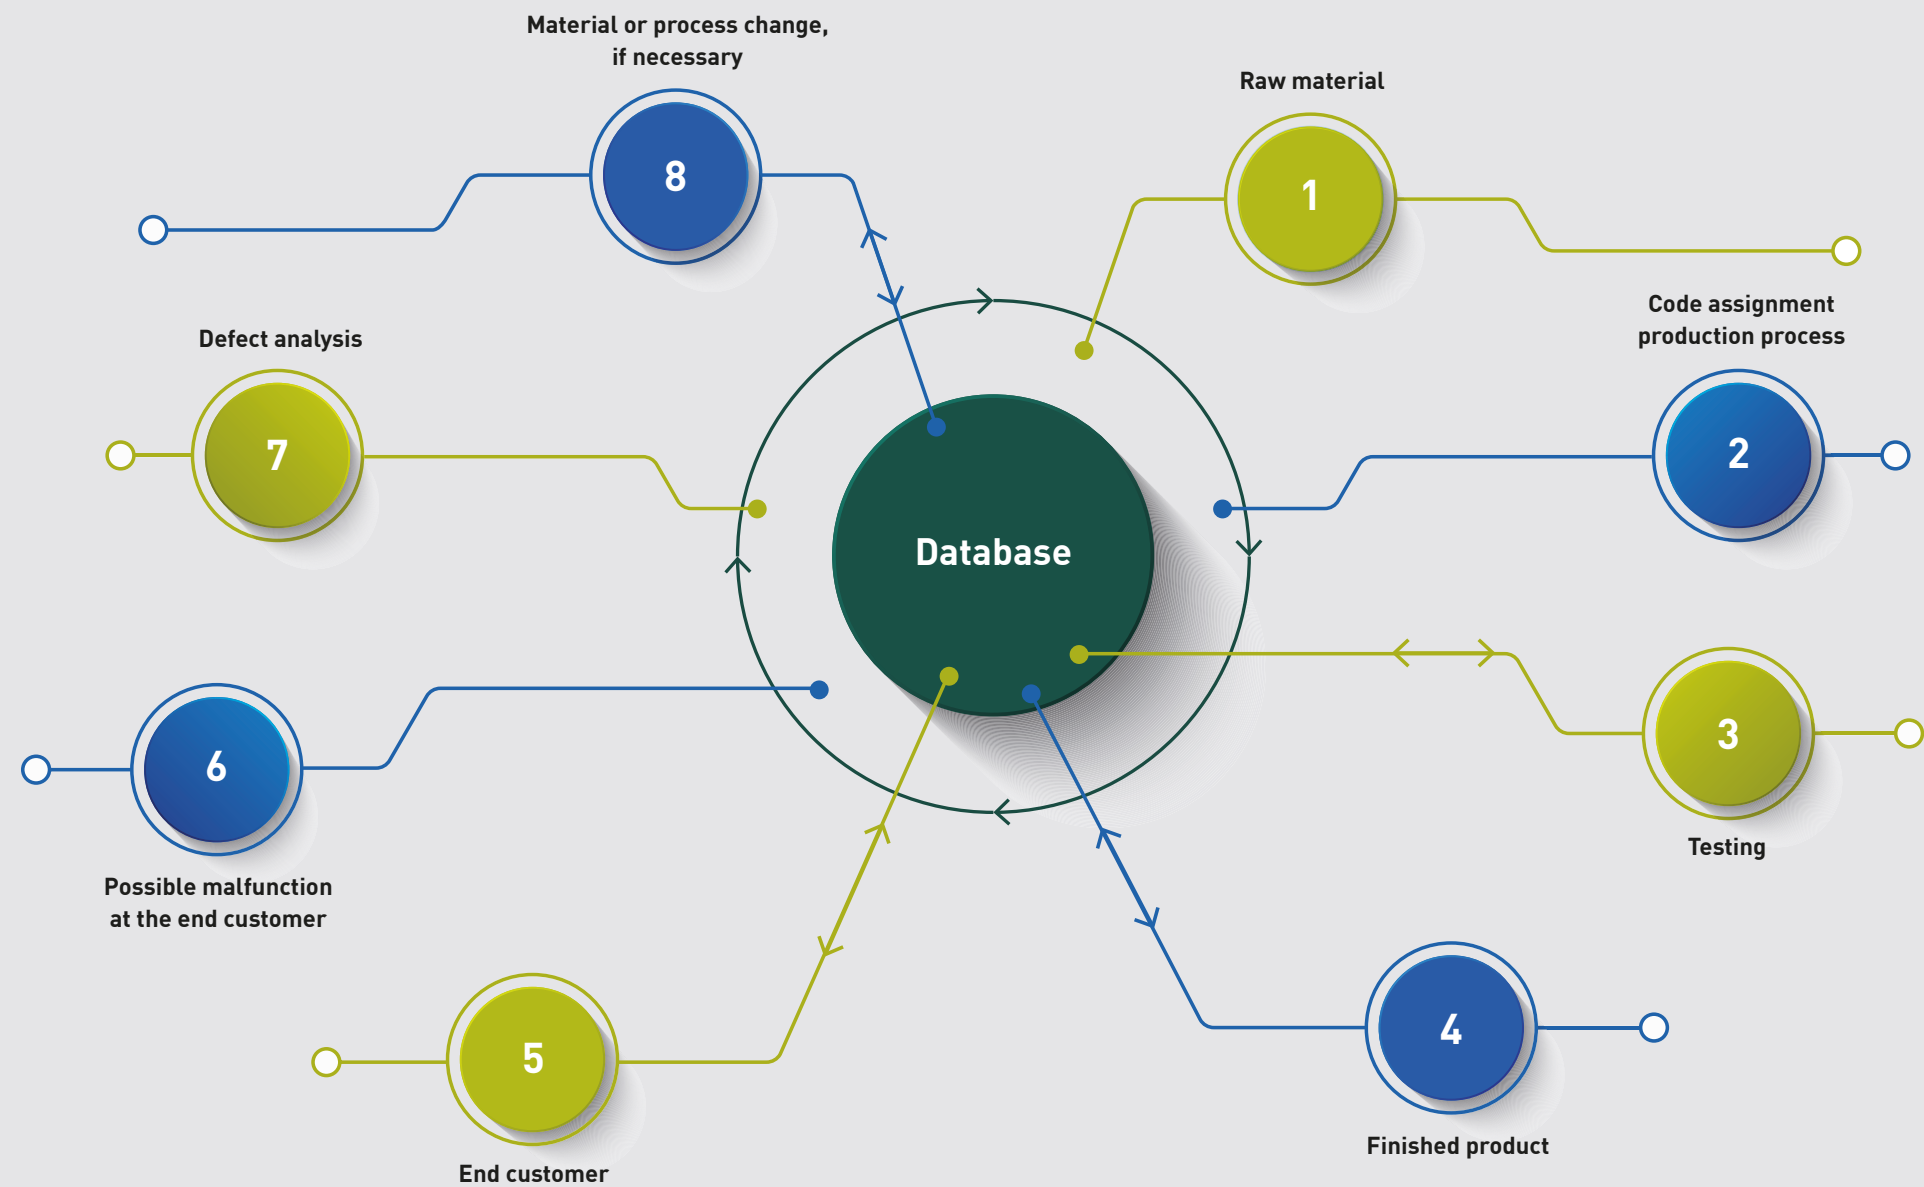 Material or process change,
if necessary
8
Raw material
1
Code assignment
production process
2
Defect analysis
7
Database
3
Testing
6
Possible malfunction
at the end customer
4
Finished product
5
End customer